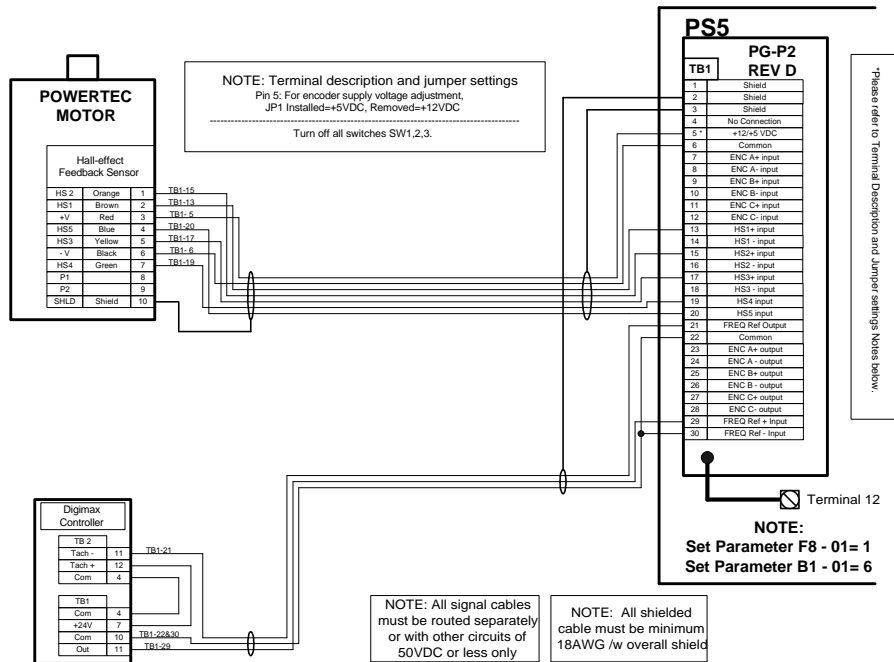 POWERTEC
MOTOR
Hall-effect
Feedback Sensor
HS 2 Orange 1 TB1-15
HS1 Brown 2 TB1-13
+V Red 3 TB1- 5
HS5 Blue 4 TB1-20
HS3 Yellow 5 TB1-17
- V Black 6 TB1- 6
HS4 Green 7 TB1-19
P1 8
P2 9
SHLD Shield 10
NOTE: Terminal description and jumper settings
Pin 5: For encoder supply voltage adjustment,
JP1 Installed=+5VDC, Removed=+12VDC
Turn off all switches SW1,2,3.
PS5
PG-P2
REV D
TB1
1 Shield
2 Shield
3 Shield
4 No Connection
5 * +12/+5 VDC
6 Common
7 ENC A+ input
8 ENC A- input
9 ENC B+ input
10 ENC B- input
11 ENC C+ input
12 ENC C- input
13 HS1+ input
14 HS1 - input
15 HS2+ input
16 HS2 - input
17 HS3+ input
18 HS3 - input
19 HS4 input
20 HS5 input
21 FREQ Ref Output
22 Common
23 ENC A+ output
24 ENC A - output
25 ENC B+ output
26 ENC B - output
27 ENC C+ output
28 ENC C- output
29 FREQ Ref + Input
30 FREQ Ref - Input
*Please refer to Terminal Description and Jumper settings Notes below.
Terminal 12
NOTE:
Set Parameter F8 - 01= 1
Set Parameter B1 - 01= 6
Digimax
Controller
TB 2
Tach - 11 TB1-21
Tach + 12
Com 4
TB1
Com 4
+24V 7
Com 10 TB1-22&30
Out 11 TB1-29
NOTE: All signal cables
must be routed separately
or with other circuits of
50VDC or less only
NOTE: All shielded
cable must be minimum
18AWG /w overall shield